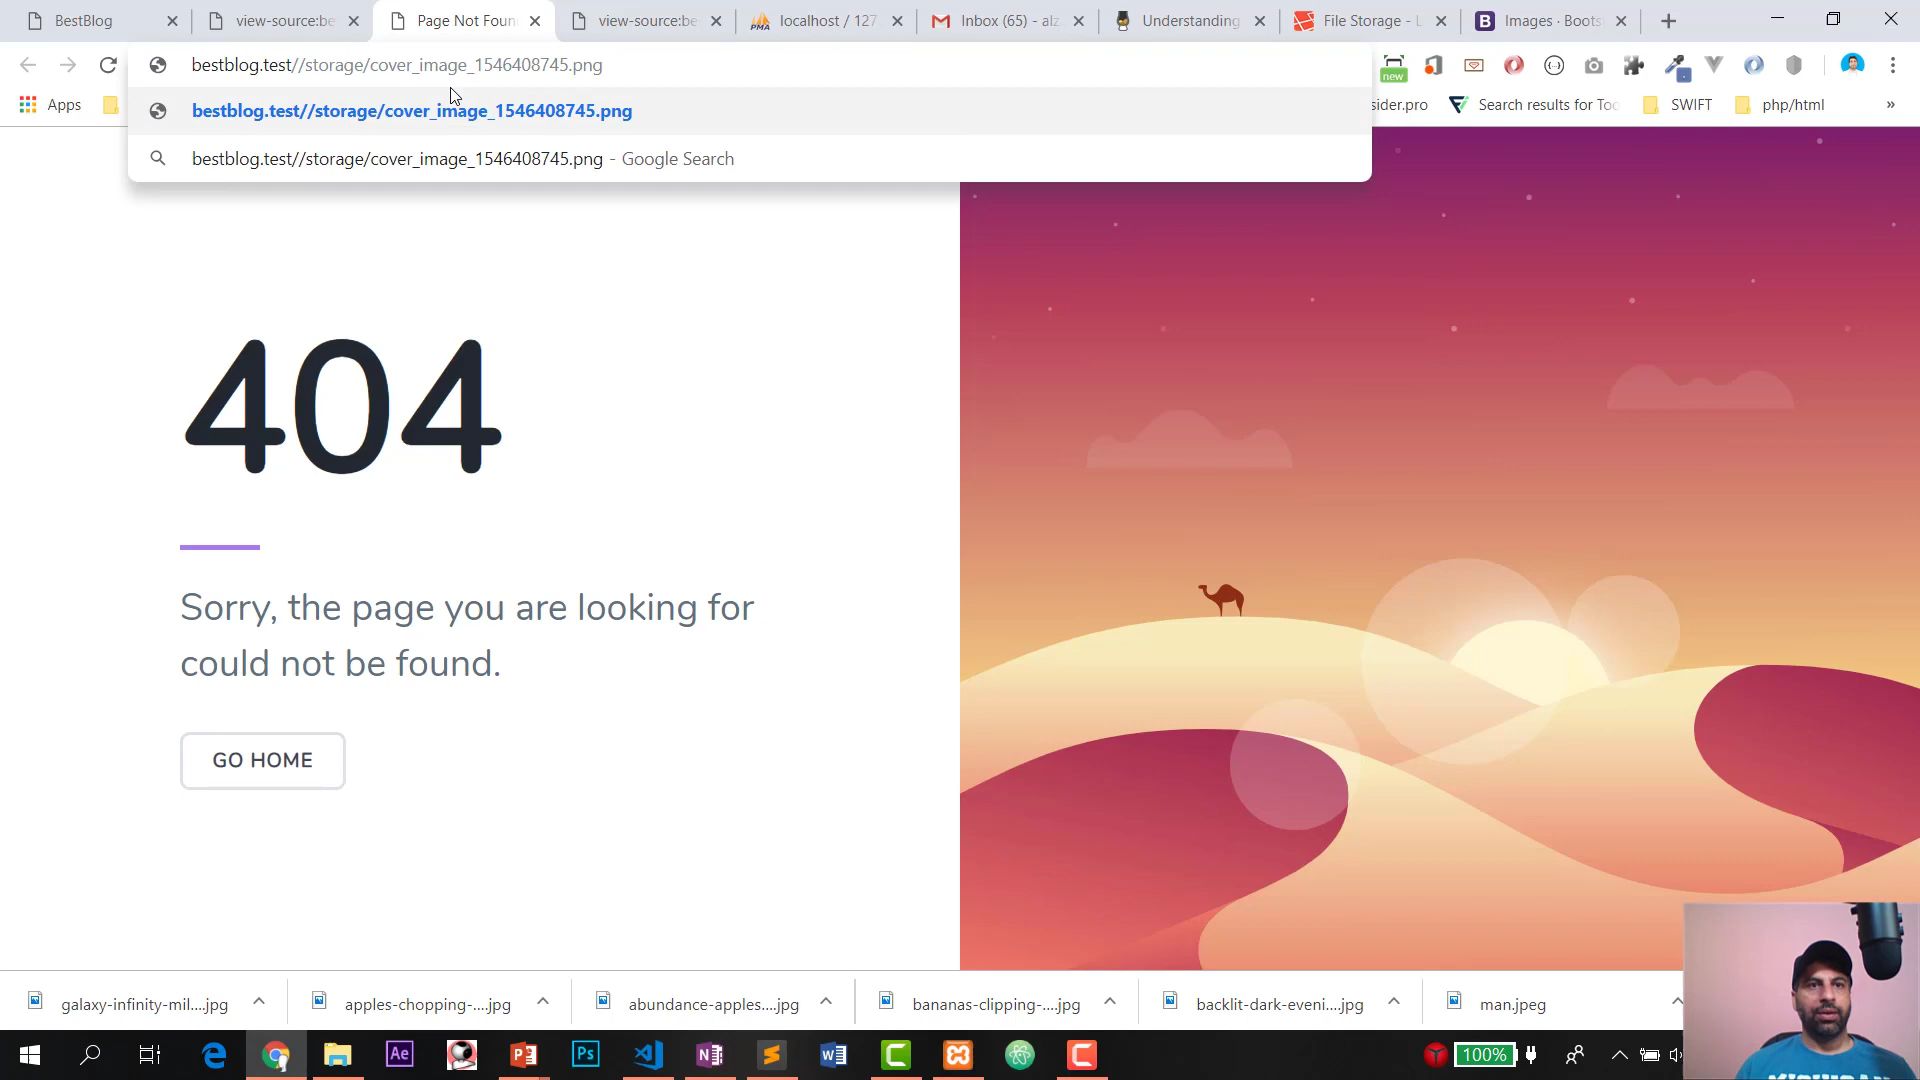 BestBlog
view-source:be
Page Not Foun
view-source:be
localhost / 127
Inbox (65) - alz
Understanding
File Storage - L
Images · Boots
bestblog.test//storage/cover_image_1546408745.png
new
bestblog.test//storage/cover_image_1546408745.png
bestblog.test//storage/cover_image_1546408745.png - Google Search
Apps
sider.pro
Search results for Too
SWIFT
php/html
»
404
Sorry, the page you are looking for
could not be found.
GO HOME
galaxy-infinity-mil....jpg
apples-chopping-....jpg
abundance-apples....jpg
bananas-clipping-....jpg
backlit-dark-eveni....jpg
man.jpeg
100%